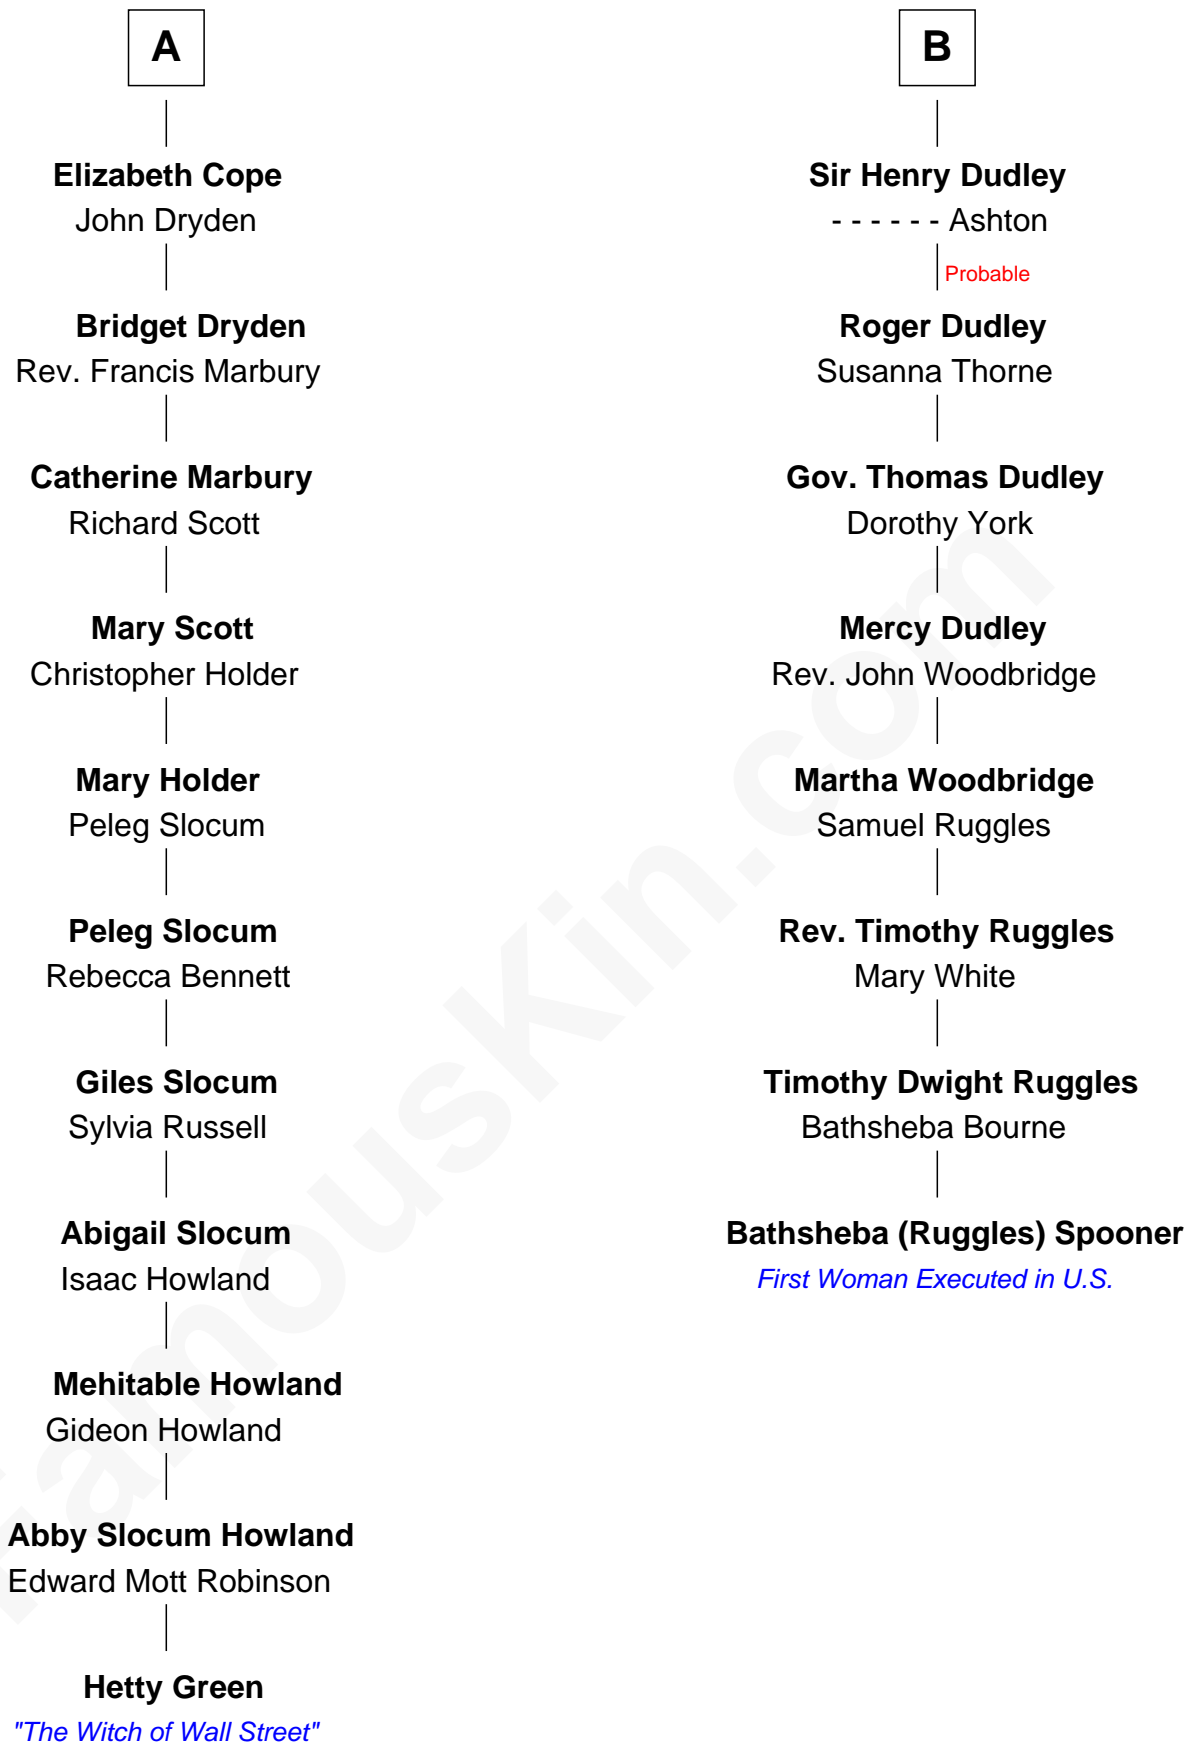 A
Elizabeth Cope
John Dryden
Bridget Dryden
Rev. Francis Marbury
Catherine Marbury
Richard Scott
Mary Scott
Christopher Holder
Mary Holder
Peleg Slocum
Peleg Slocum
Rebecca Bennett
Giles Slocum
Sylvia Russell
Abigail Slocum
Isaac Howland
Mehitable Howland
Gideon Howland
Abby Slocum Howland
Edward Mott Robinson
Hetty Green
"The Witch of Wall Street"
B
Sir Henry Dudley
- - - - - - Ashton
Probable
Roger Dudley
Susanna Thorne
Gov. Thomas Dudley
Dorothy York
Mercy Dudley
Rev. John Woodbridge
Martha Woodbridge
Samuel Ruggles
Rev. Timothy Ruggles
Mary White
Timothy Dwight Ruggles
Bathsheba Bourne
Bathsheba (Ruggles) Spooner
First Woman Executed in U.S.
FamousKin.com